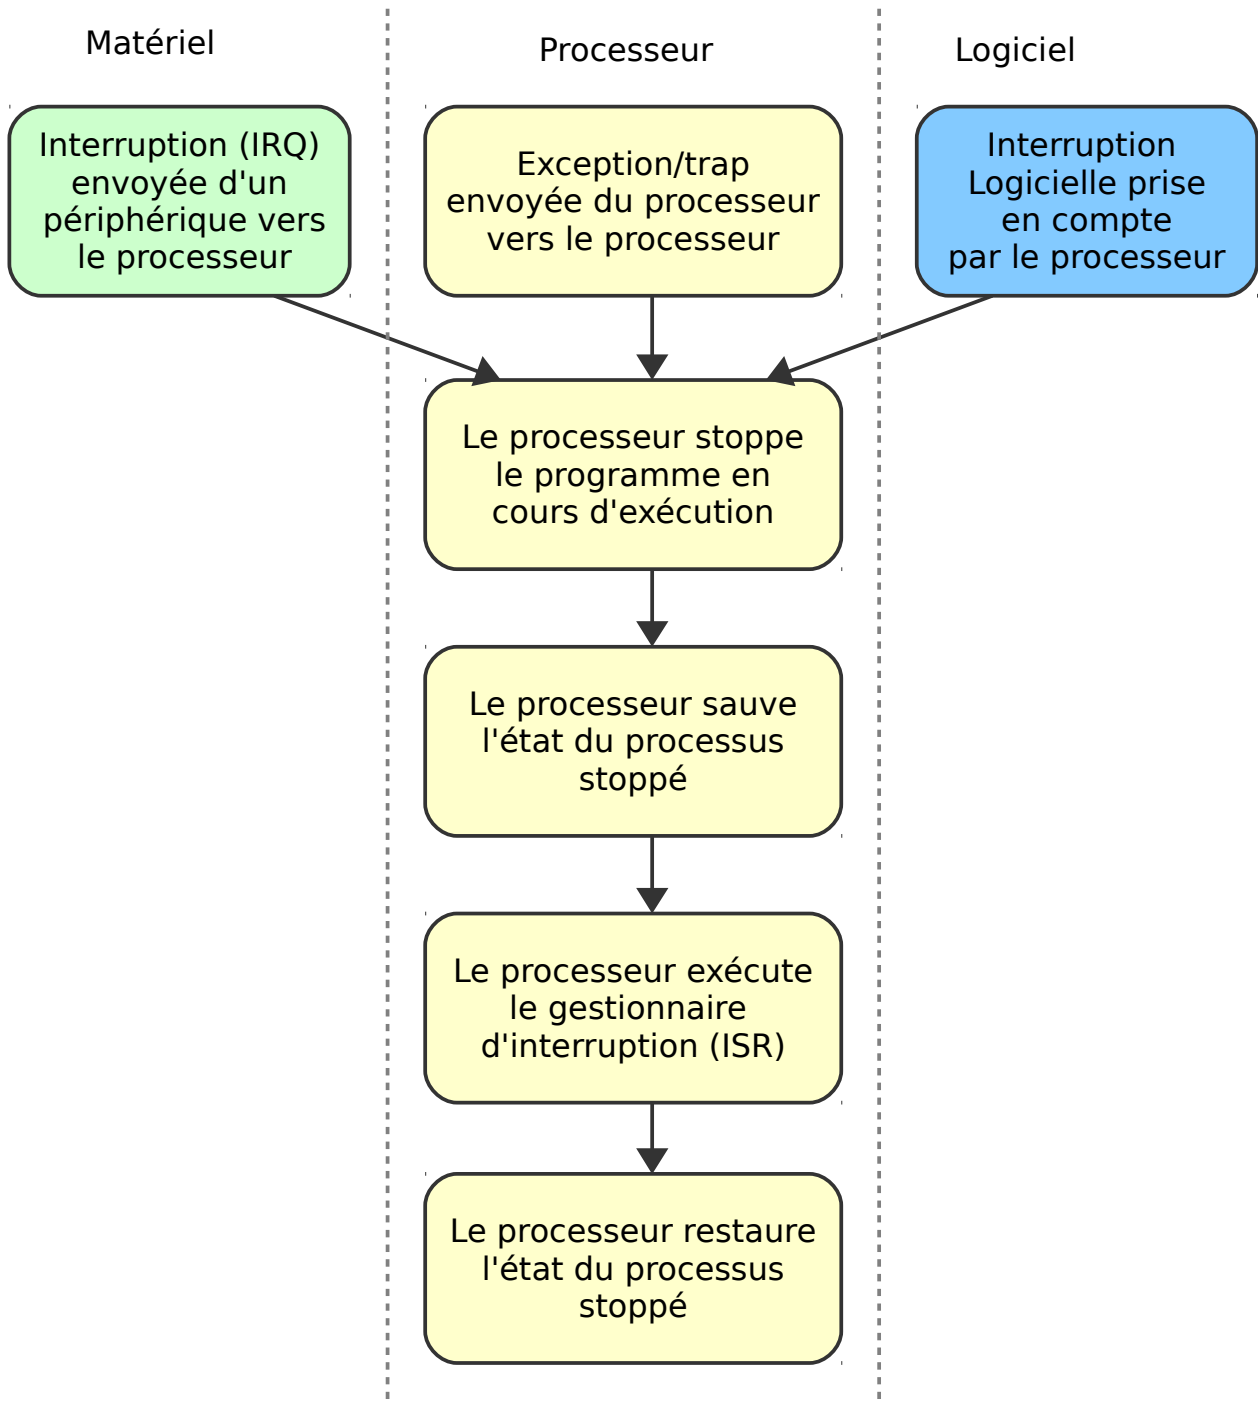 Matériel
Processeur
Logiciel
Interruption (IRQ)
envoyée d'un
périphérique vers
le processeur
Exception/trap
envoyée du processeur
vers le processeur
Interruption
Logicielle prise
en compte
par le processeur
Le processeur stoppe
le programme en
cours d'exécution
Le processeur sauve
l'état du processus
stoppé
Le processeur exécute
le gestionnaire
d'interruption (ISR)
Le processeur restaure
l'état du processus
stoppé